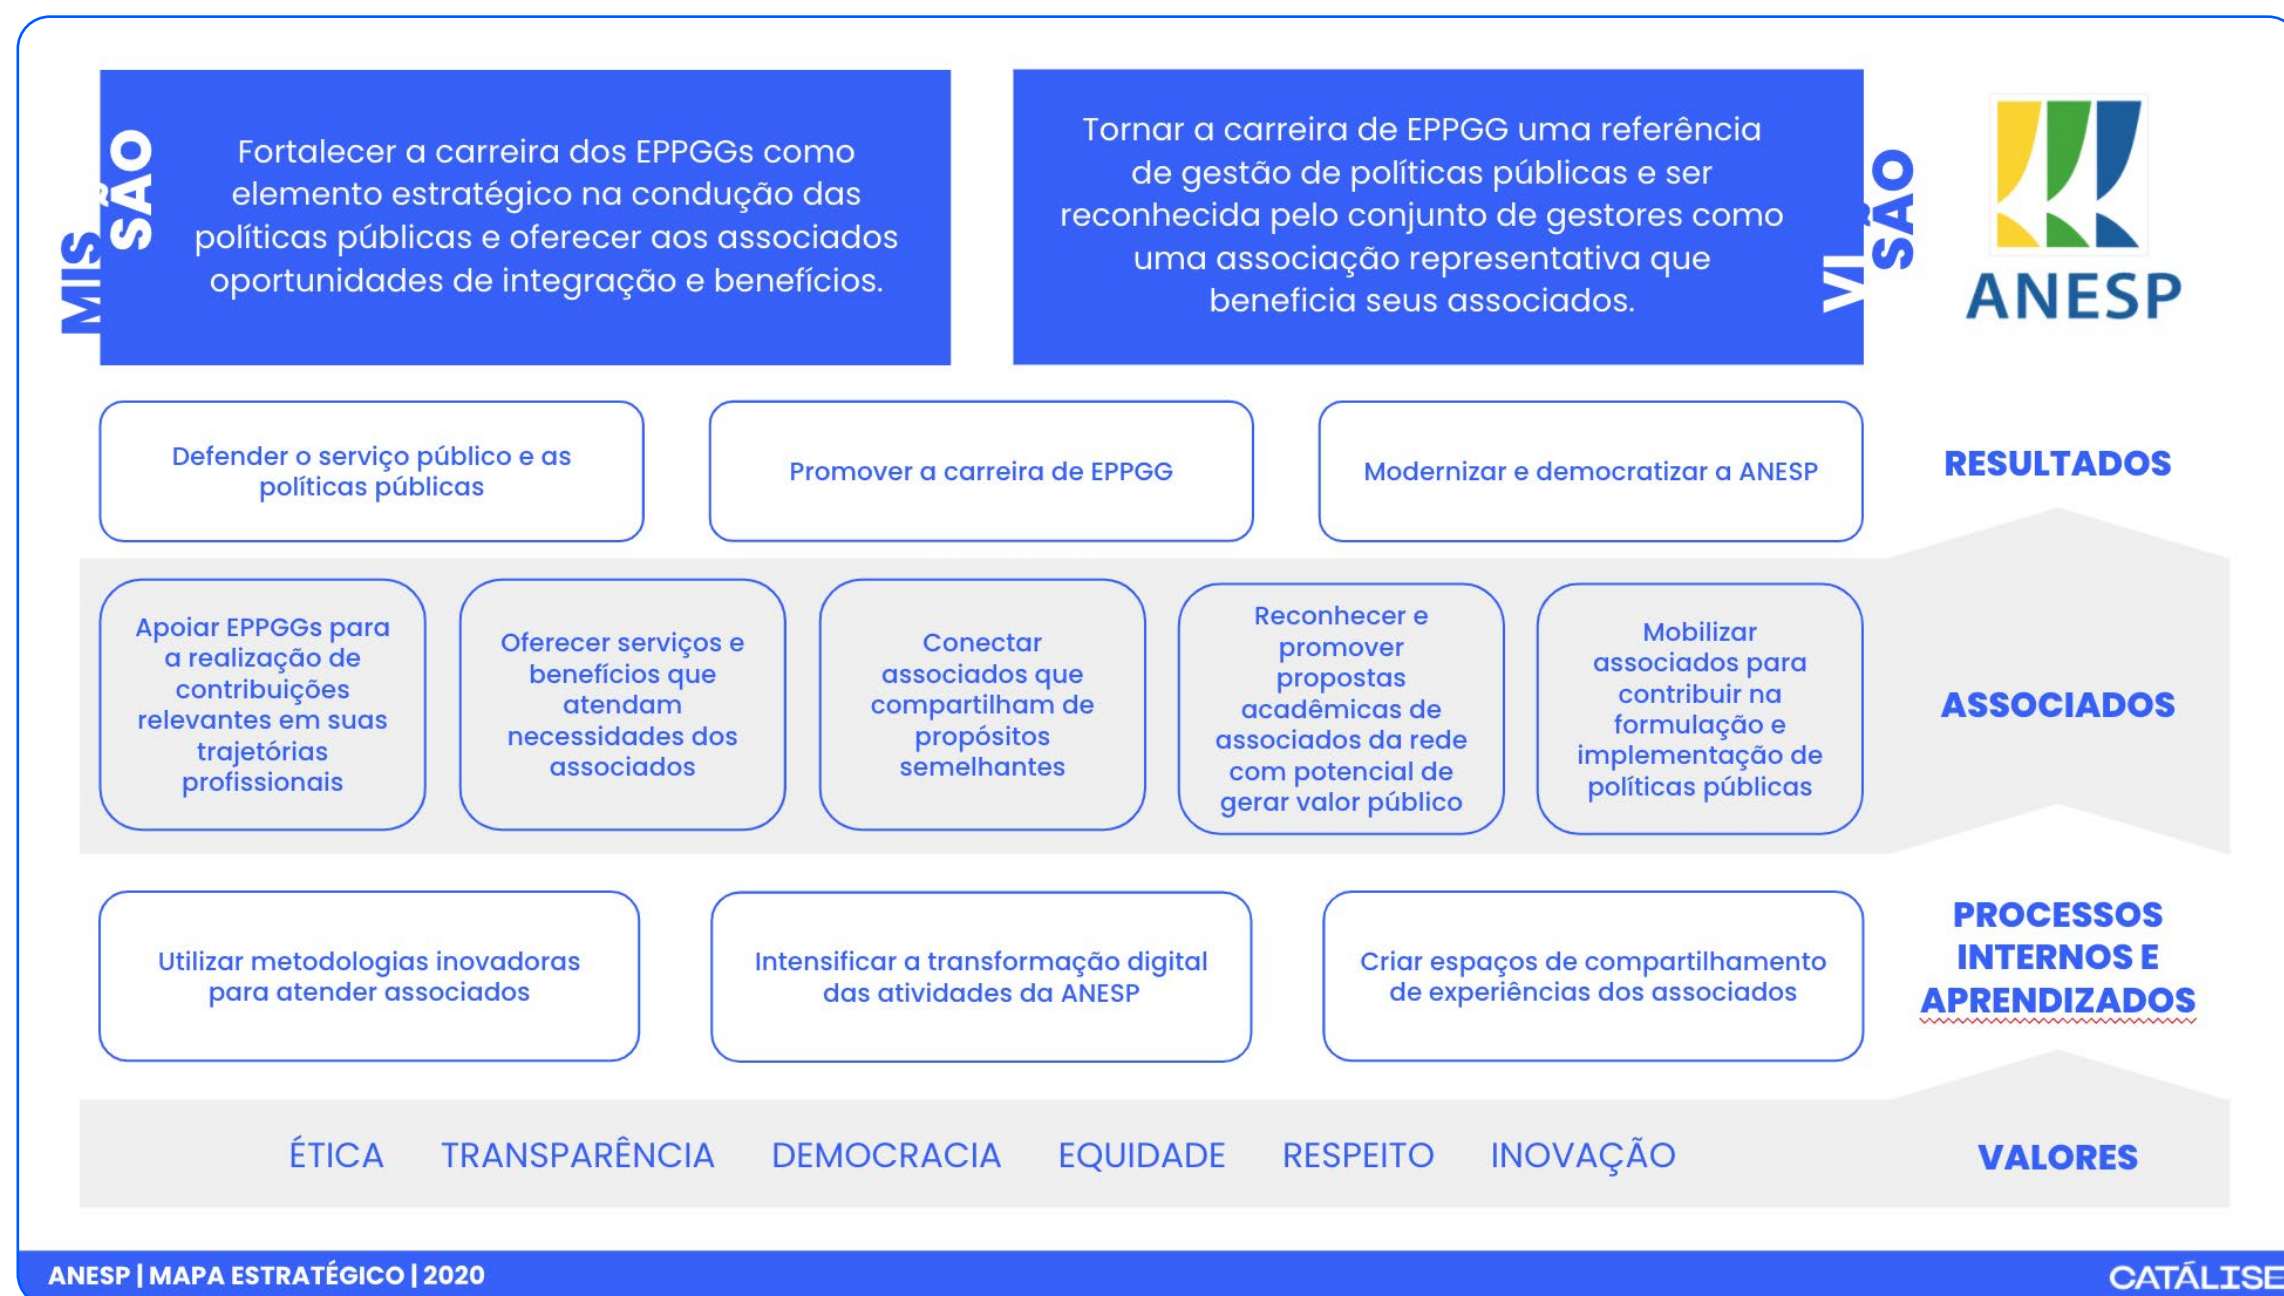 MIS
SÃO
Fortalecer a carreira dos EPPGGs como
elemento estratégico na condução das
políticas públicas e oferecer aos associados
oportunidades de integração e benefícios.
Tornar a carreira de EPPGG uma referência
de gestão de políticas públicas e ser
reconhecida pelo conjunto de gestores como
uma associação representativa que
beneficia seus associados.
VI
SÃO
ANESP
Defender o serviço público e as
políticas públicas
Promover a carreira de EPPGG
Modernizar e democratizar a ANESP
RESULTADOS
Apoiar EPPGGs para
a realização de
contribuições
relevantes em suas
trajetórias
profissionais
Oferecer serviços e
benefícios que
atendam
necessidades dos
associados
Conectar
associados que
compartilham de
propósitos
semelhantes
Reconhecer e
promover
propostas
acadêmicas de
associados da rede
com potencial de
gerar valor público
Mobilizar
associados para
contribuir na
formulação e
implementação de
políticas públicas
ASSOCIADOS
Utilizar metodologias inovadoras
para atender associados
Intensificar a transformação digital
das atividades da ANESP
Criar espaços de compartilhamento
de experiências dos associados
PROCESSOS
INTERNOS E
APRENDIZADOS
ÉTICA TRANSPARÊNCIA DEMOCRACIA EQUIDADE RESPEITO INOVAÇÃO
VALORES
ANESP | MAPA ESTRATÉGICO | 2020
CATÁLISE